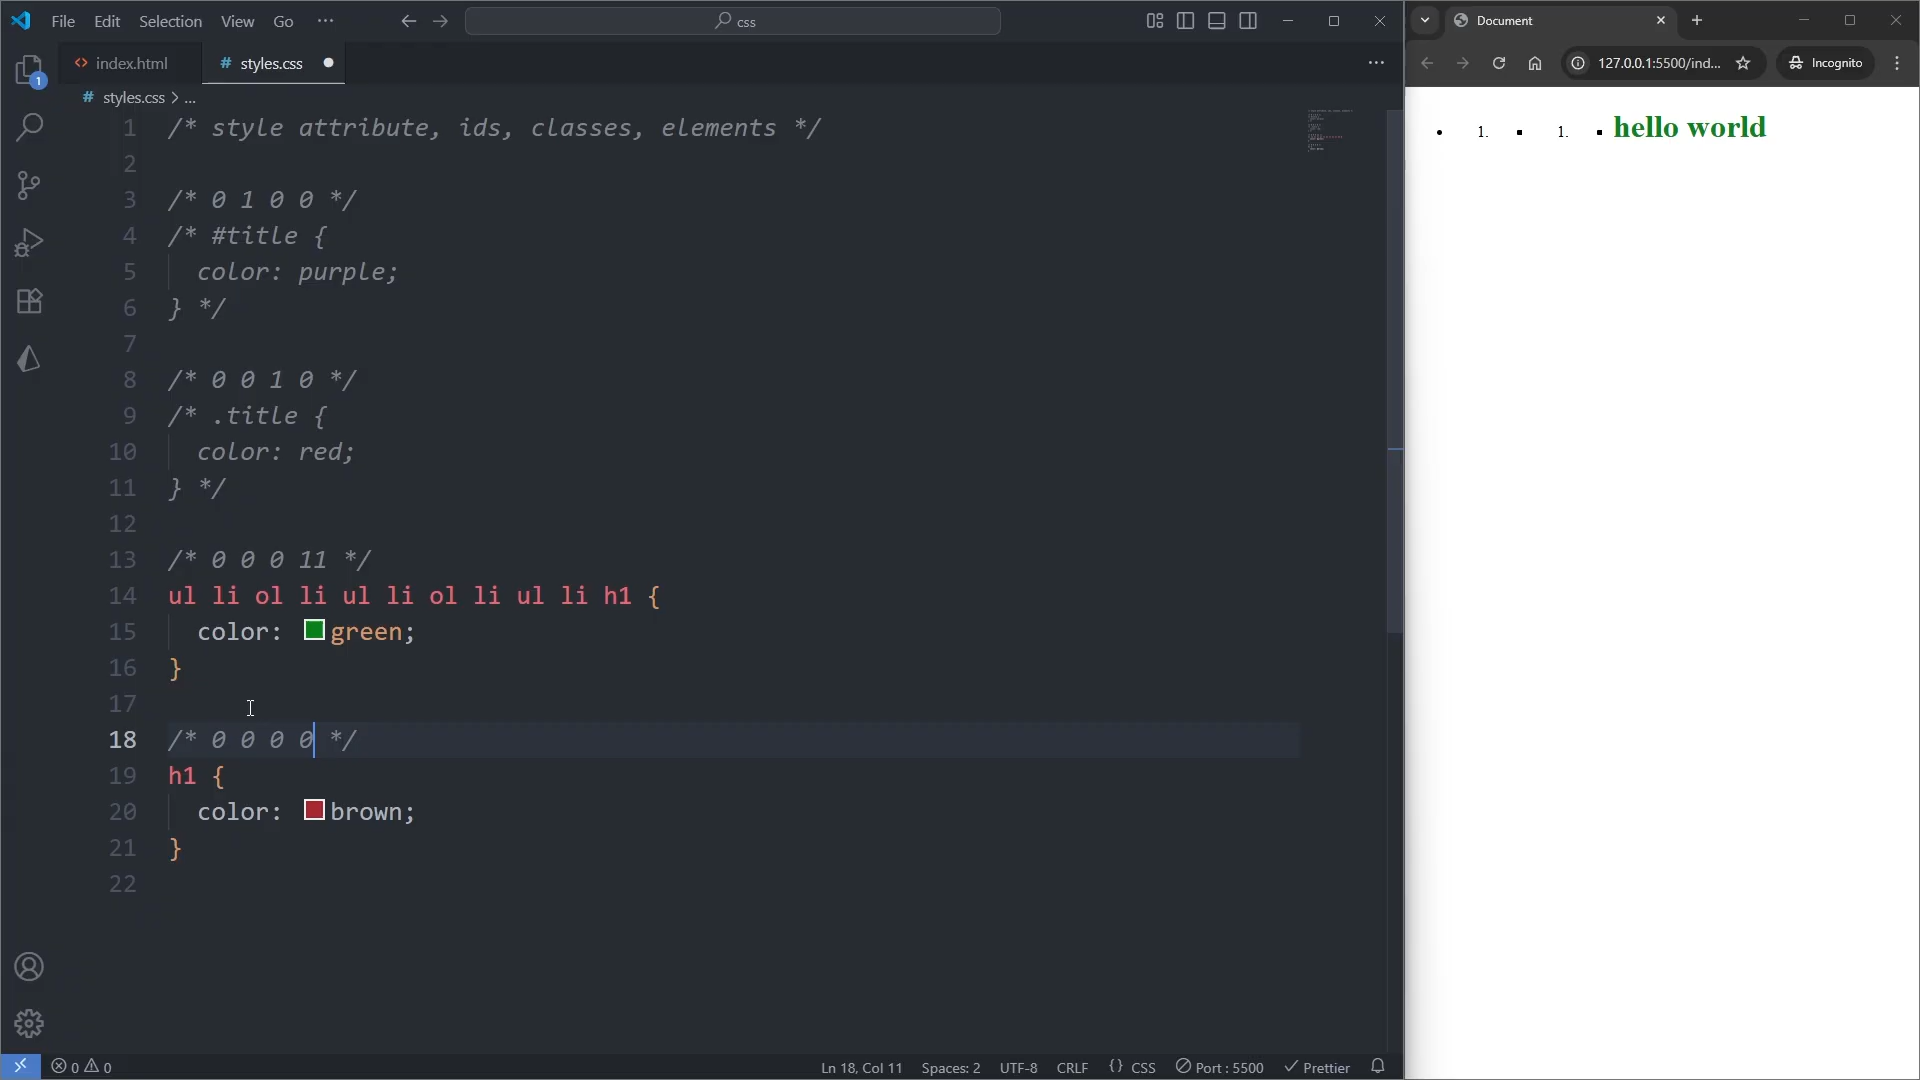 File Edit Selection View Go ··· css
index.html # styles.css
# styles.css > ...
1 /* style attribute, ids, classes, elements */
2
3 /* 0 1 0 0 */
4 /* #title {
5 color: purple;
6 } */
7
8 /* 0 0 1 0 */
9 /* .title {
10 color: red;
11 } */
12
13 /* 0 0 0 11 */
14 ul li ol li ul li ol li ul li h1 {
15 color: green;
16 }
17
18 /* 0 0 0 0 */
19 h1 {
20 color: brown;
21 }
22
1
0 0 Ln 18, Col 11 Spaces: 2 UTF-8 CRLF {} CSS Port : 5500 Prettier
Document
127.0.0.1:5500/ind... Incognito
• 1. ▪ 1. ▪ hello world